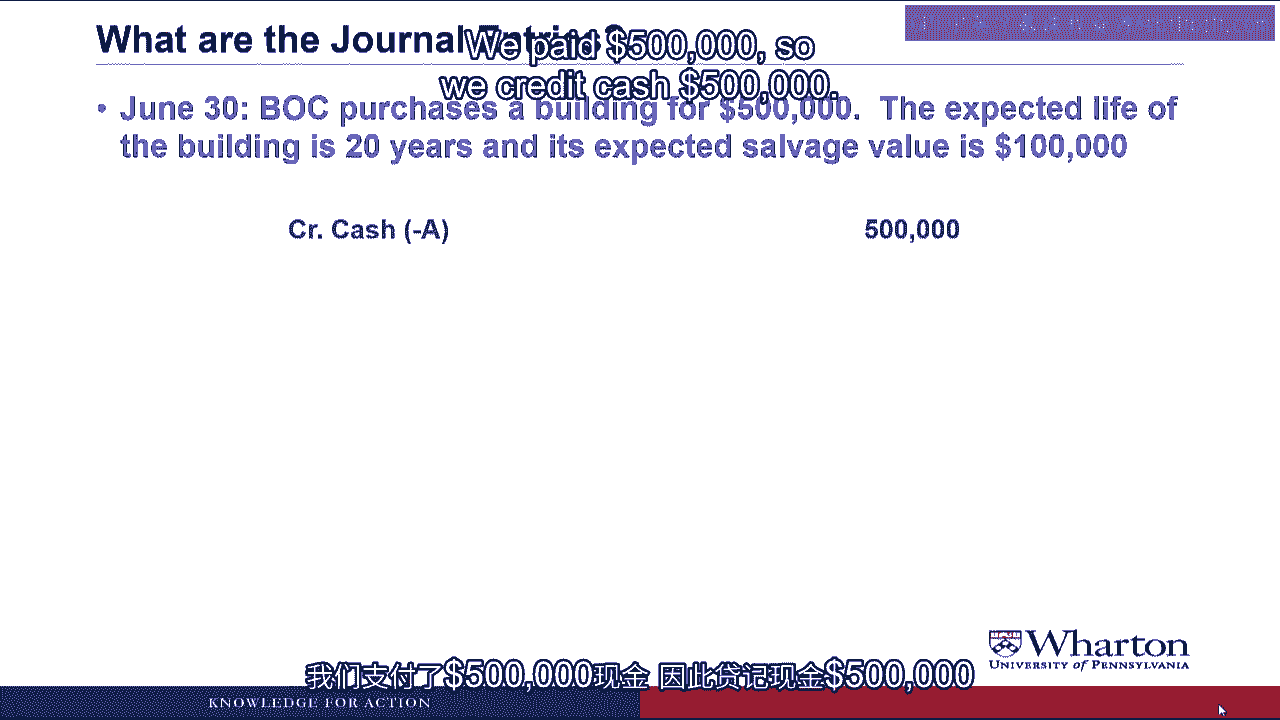 What are the Journal Entries?
We paid $500,000, so
we credit cash $500,000.
• June 30: BOC purchases a building for $500,000. The expected life of
the building is 20 years and its expected salvage value is $100,000
Cr. Cash (-A) 500,000
Wharton
UNIVERSITY of PENNSYLVANIA
我们支付了$500,000现金 因此贷记现金$500,000
KNOWLEDGE FOR ACTION